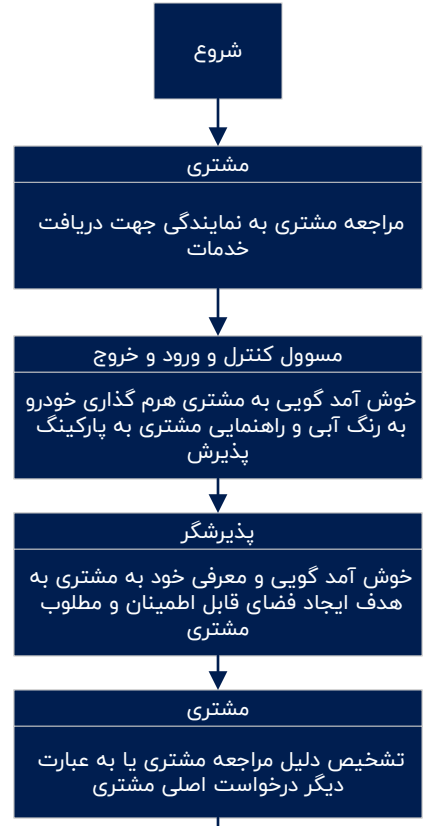 شروع
مشتری
مراجعه مشتری به نمایندگی جهت دریافت
خدمات
مسوول کنترل و ورود و خروج
خوش آمد گویی به مشتری هرم گذاری خودرو
به رنگ آبی و راهنمایی مشتری به پارکینگ
پذیرش
پذیرشگر
خوش آمد گویی و معرفی خود به مشتری به
هدف ایجاد فضای قابل اطمینان و مطلوب
مشتری
مشتری
تشخیص دلیل مراجعه مشتری یا به عبارت
دیگر درخواست اصلی مشتری